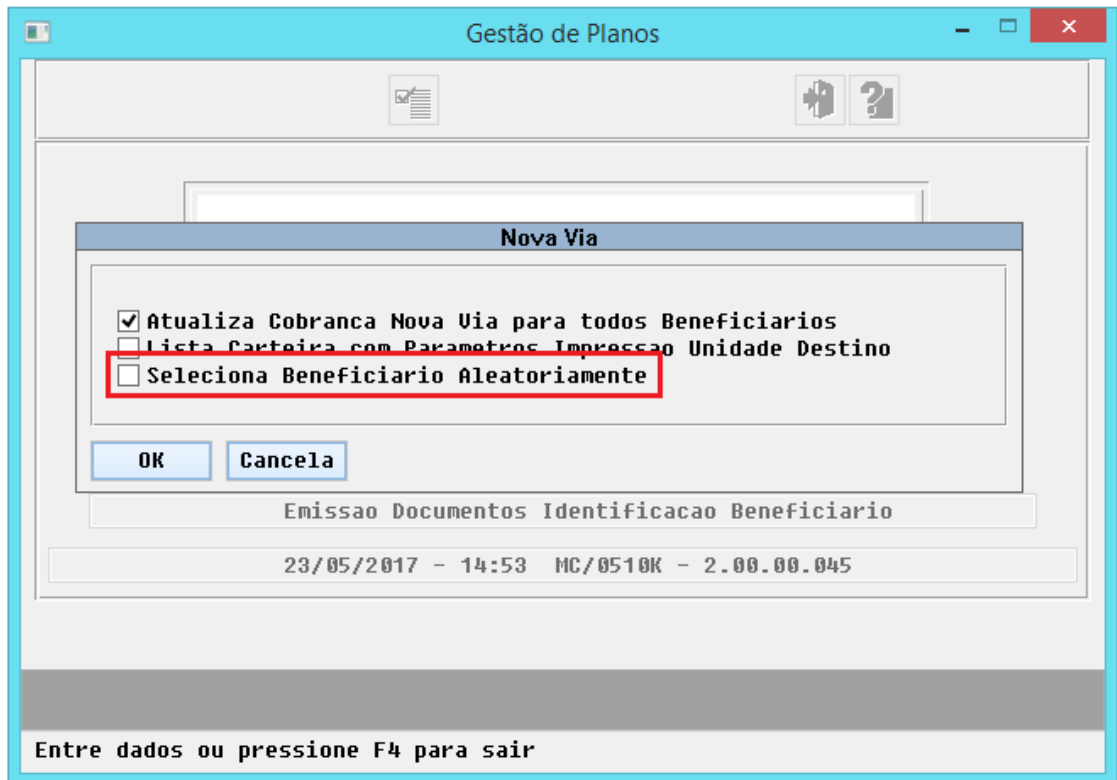 Gestão de Planos
Nova Via
Atualiza Cobranca Nova Via para todos Beneficiarios
Lista Carteira com Parametros Impressao Unidade Destino
Seleciona Beneficiario Aleatoriamente
OK Cancela
Emissao Documentos Identificacao Beneficiario
23/05/2017 - 14:53 MC/0510K - 2.00.00.045
Entre dados ou pressione F4 para sair